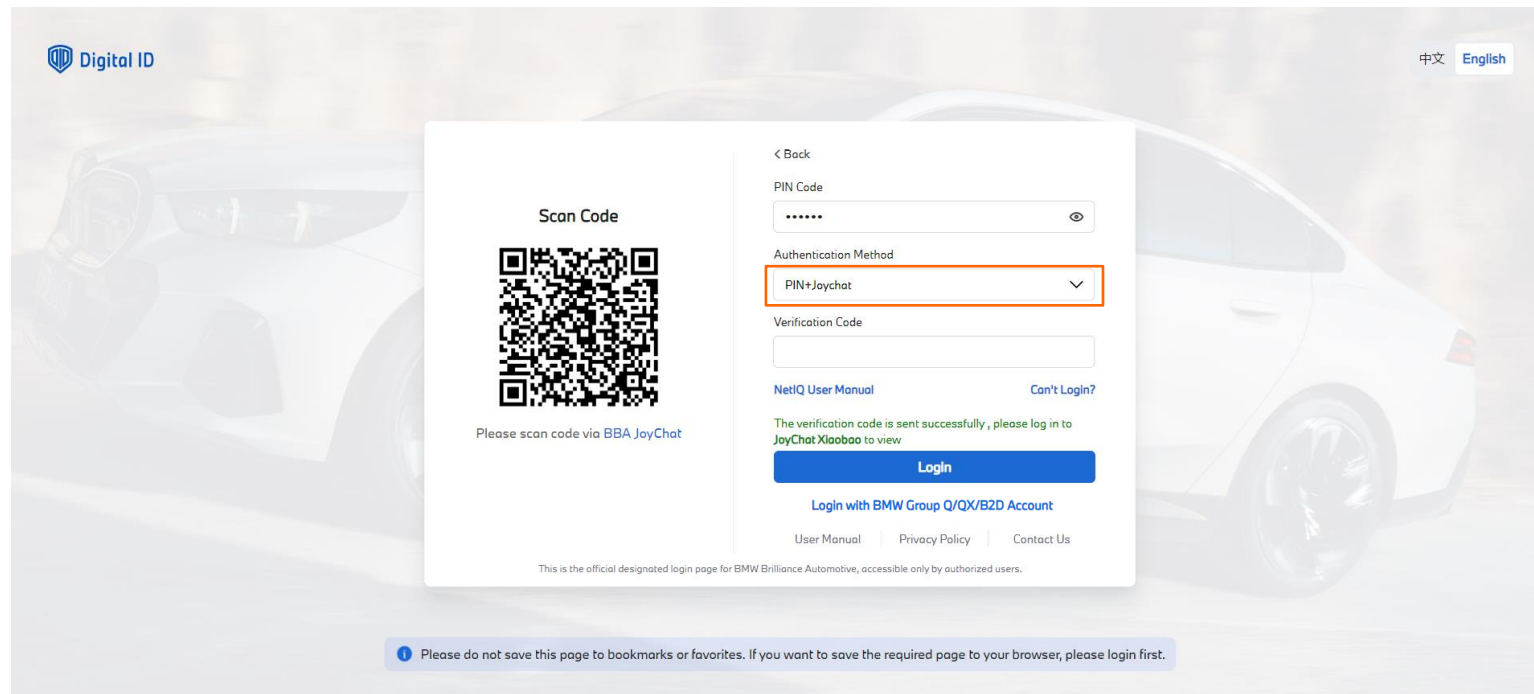 Digital ID
中文 English
Scan Code
Please scan code via BBA JoyChat
< Back
PIN Code
••••••
Authentication Method
PIN+Joychat
Verification Code
NetIQ User Manual Can't Login?
The verification code is sent successfully , please log in to
JoyChat Xiaobao to view
Login
Login with BMW Group Q/QX/B2D Account
User Manual Privacy Policy Contact Us
This is the official designated login page for BMW Brilliance Automotive, accessible only by authorized users.
Please do not save this page to bookmarks or favorites. If you want to save the required page to your browser, please login first.